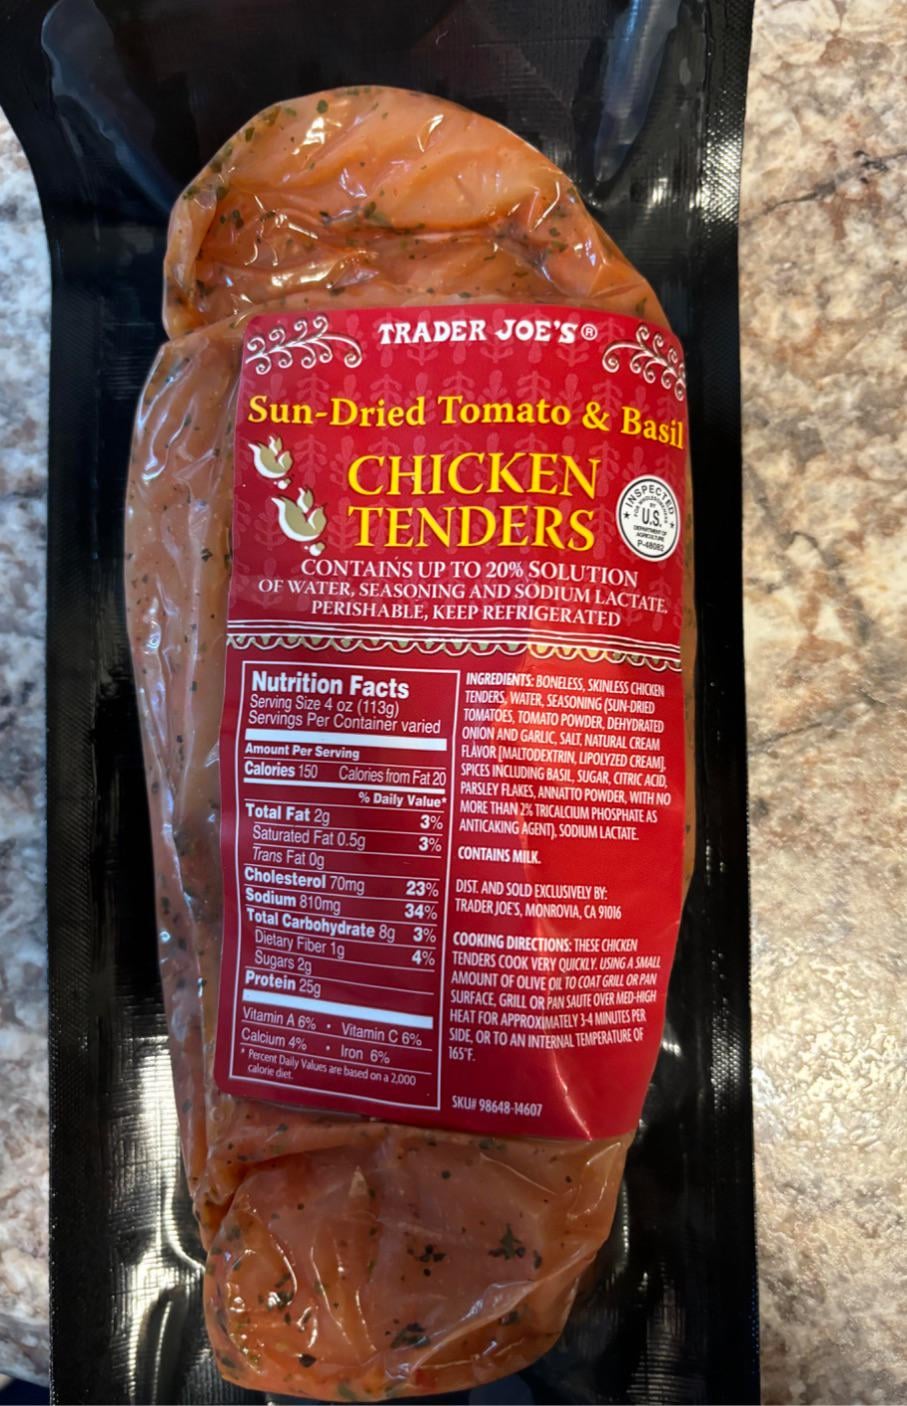 TRADER JOE'S®
Sun-Dried Tomato & Basil
CHICKEN
TENDERS
INSPECTED
FOR WHOLESOMENESS
BY
U.S.
DEPARTMENT OF
AGRICULTURE
P-48082
CONTAINS UP TO 20% SOLUTION
OF WATER, SEASONING AND SODIUM LACTATE.
PERISHABLE, KEEP REFRIGERATED
Nutrition Facts
Serving Size 4 oz (113g)
Servings Per Container varied
Amount Per Serving
Calories 150 Calories from Fat 20
% Daily Value*
Total Fat 2g 3%
Saturated Fat 0.5g 3%
Trans Fat 0g
Cholesterol 70mg 23%
Sodium 810mg 34%
Total Carbohydrate 8g 3%
Dietary Fiber 1g 4%
Sugars 2g
Protein 25g
Vitamin A 6% • Vitamin C 6%
Calcium 4% • Iron 6%
* Percent Daily Values are based on a 2,000
calorie diet.
INGREDIENTS: BONELESS, SKINLESS CHICKEN
TENDERS, WATER, SEASONING (SUN-DRIED
TOMATOES, TOMATO POWDER, DEHYDRATED
ONION AND GARLIC, SALT, NATURAL CREAM
FLAVOR [MALTODEXTRIN, LIPOLYZED CREAM],
SPICES INCLUDING BASIL, SUGAR, CITRIC ACID,
PARSLEY FLAKES, ANNATTO POWDER, WITH NO
MORE THAN 2% TRICALCIUM PHOSPHATE AS
ANTICAKING AGENT), SODIUM LACTATE.
CONTAINS MILK.
DIST. AND SOLD EXCLUSIVELY BY:
TRADER JOE'S, MONROVIA, CA 91016
COOKING DIRECTIONS: THESE CHICKEN
TENDERS COOK VERY QUICKLY. USING A SMALL
AMOUNT OF OLIVE OIL TO COAT GRILL OR PAN
SURFACE, GRILL OR PAN SAUTE OVER MED-HIGH
HEAT FOR APPROXIMATELY 3-4 MINUTES PER
SIDE, OR TO AN INTERNAL TEMPERATURE OF
165°F.
SKU# 98648-14607